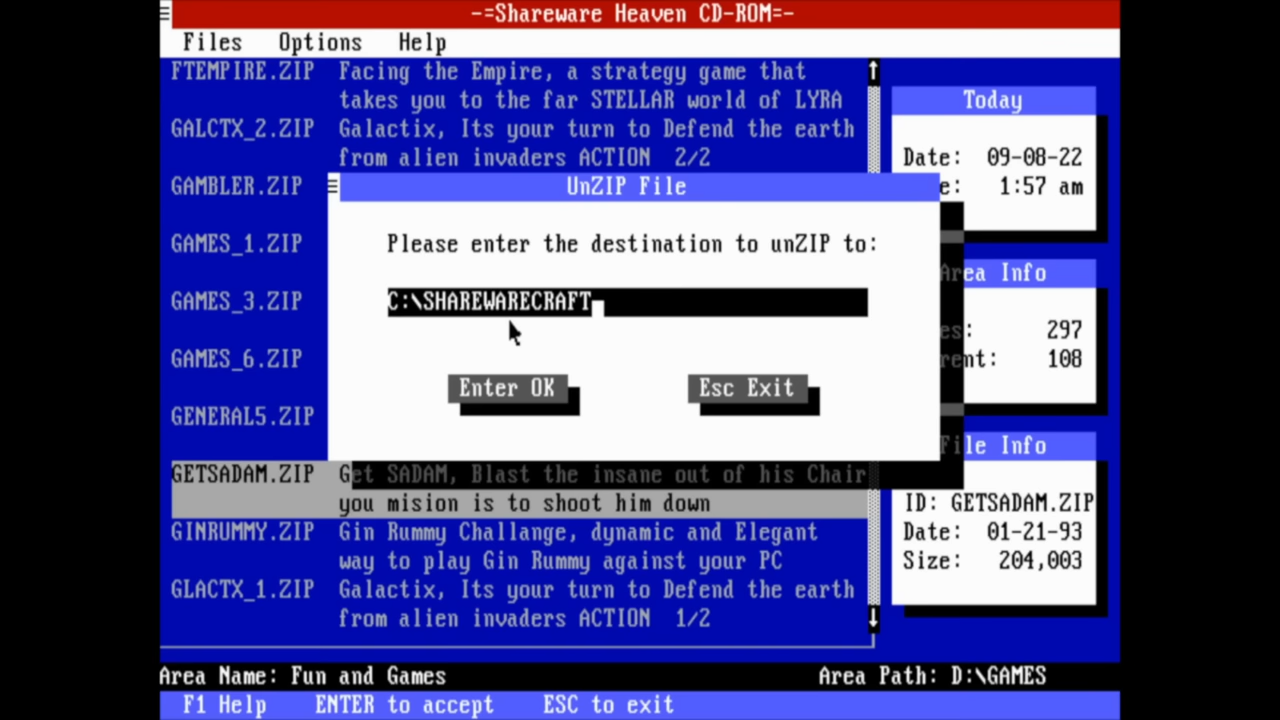 -=Shareware Heaven CD-ROM=-
Files Options Help
FTEMPIRE.ZIP Facing the Empire, a strategy game that
takes you to the far STELLAR world of LYRA
GALCTX_2.ZIP Galactix, Its your turn to Defend the earth
from alien invaders ACTION 2/2
GAMBLER.ZIP
GAMES_1.ZIP
GAMES_3.ZIP
GAMES_6.ZIP
GENERAL5.ZIP
GETSADAM.ZIP Get SADAM, Blast the insane out of his Chair
you mision is to shoot him down
GINRUMMY.ZIP Gin Rummy Challange, dynamic and Elegant
way to play Gin Rummy against your PC
GLACTX_1.ZIP Galactix, Its your turn to Defend the earth
from alien invaders ACTION 1/2
UnZIP File
Please enter the destination to unZIP to:
C:\SHAREWARECRAFT
Enter OK Esc Exit
Today
Date: 09-08-22
e: 1:57 am
Area Info
es: 297
rent: 108
File Info
ID: GETSADAM.ZIP
Date: 01-21-93
Size: 204,003
Area Name: Fun and Games Area Path: D:\GAMES
F1 Help ENTER to accept ESC to exit